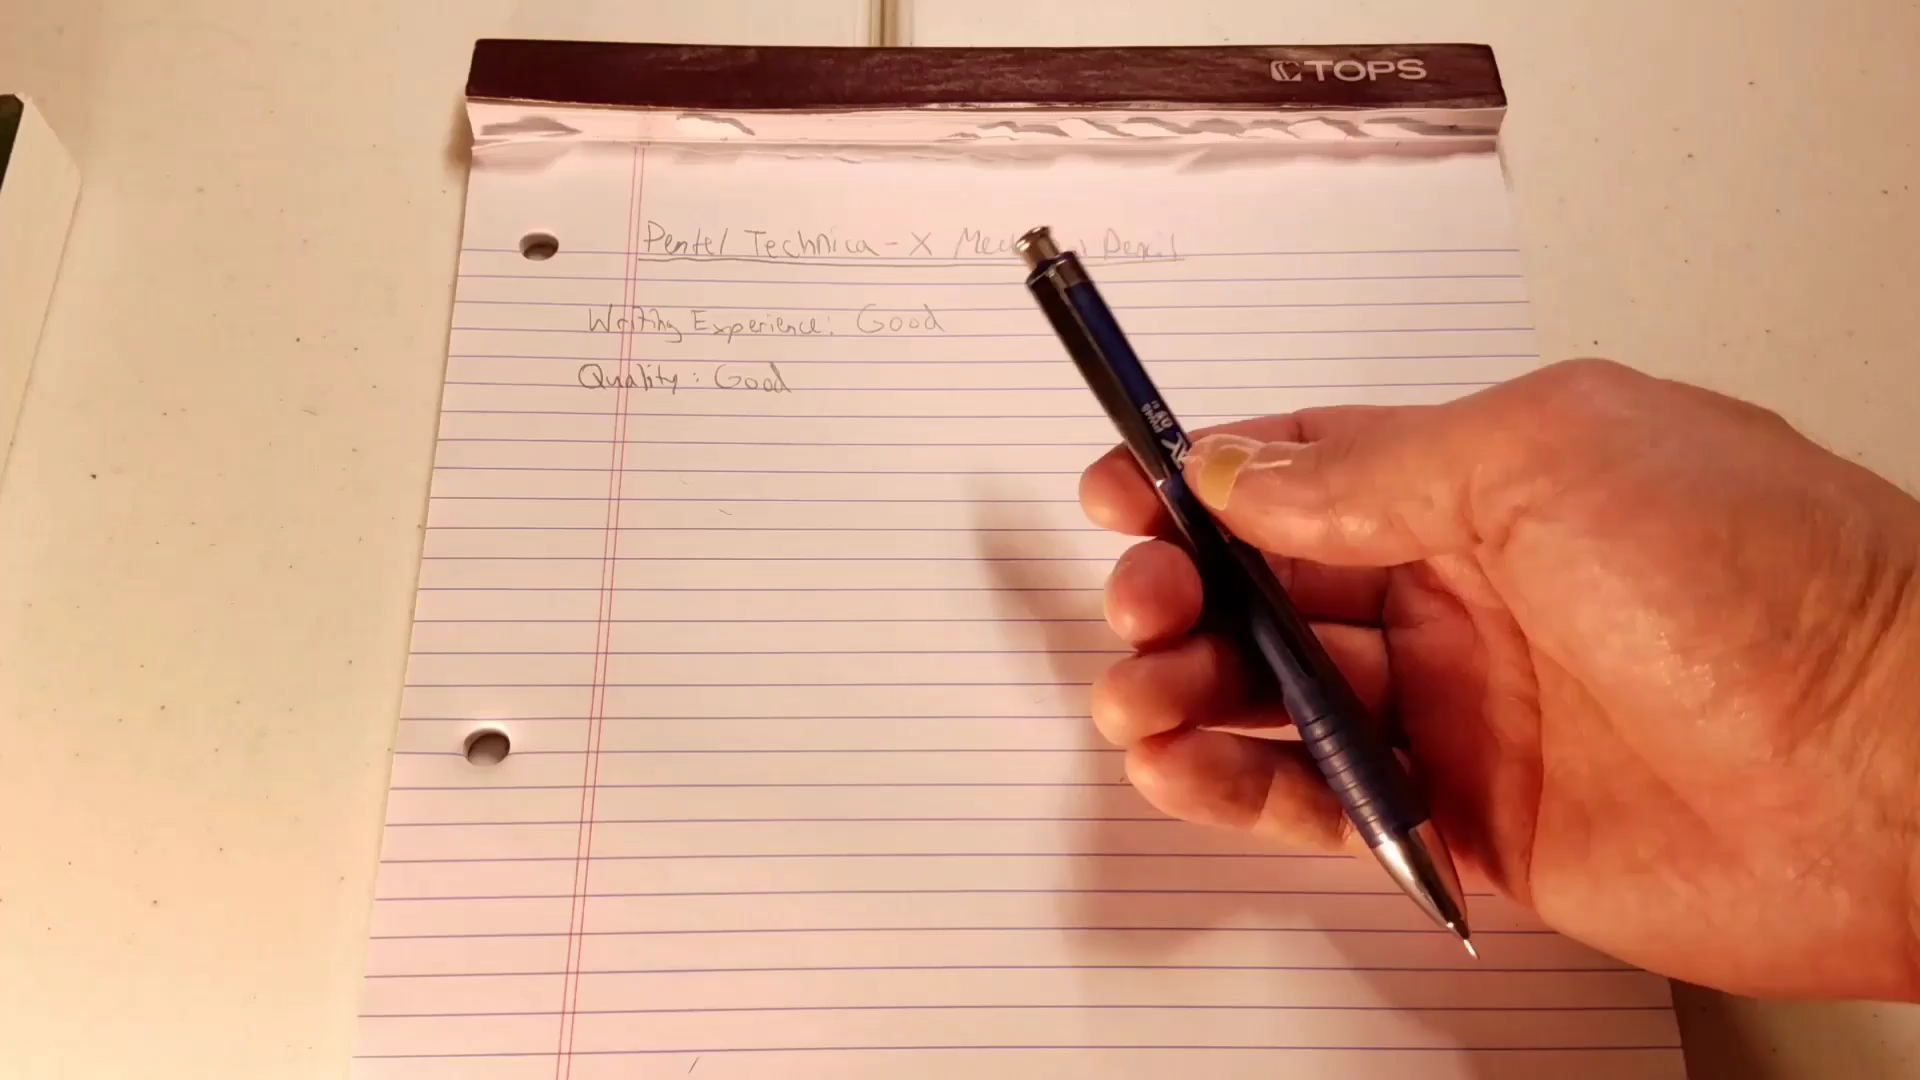 TOPS
Pentel Technica-X Pencil
Writing Experience: Good
Quality: Good